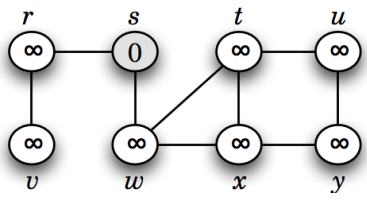 r s t u
∞ 0 ∞ ∞
∞ ∞ ∞ ∞
v w x y